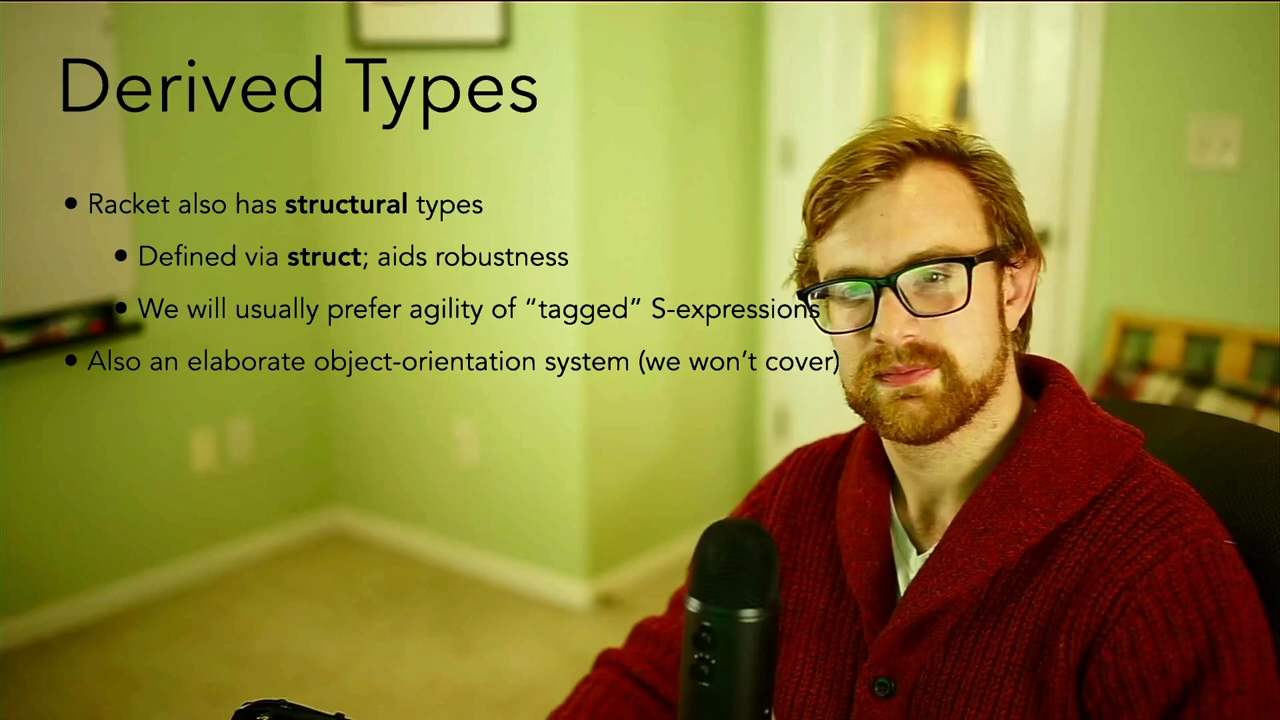 Derived Types
• Racket also has structural types
• Defined via struct; aids robustness
• We will usually prefer agility of “tagged” S-expressions
• Also an elaborate object-orientation system (we won’t cover)